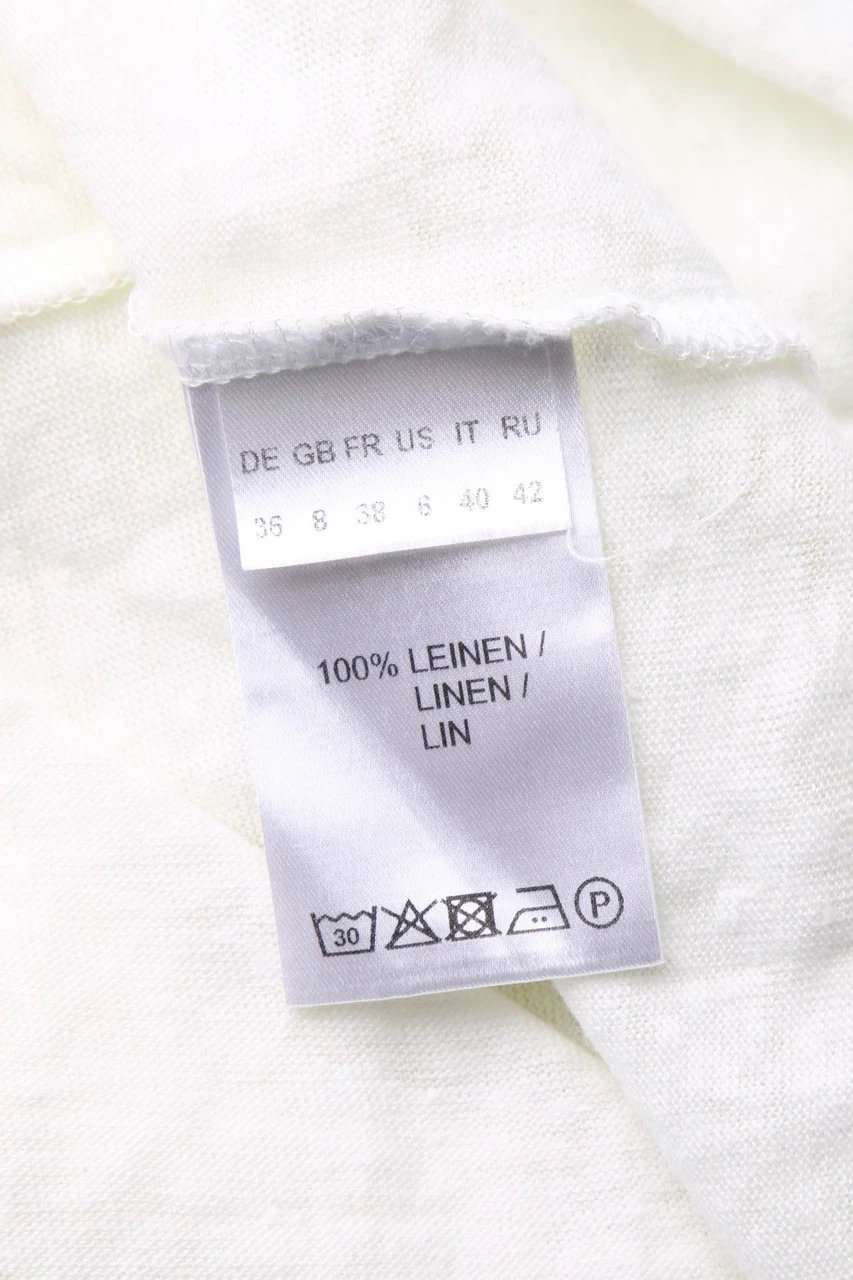 DE GB FR US IT RU
36 8 38 6 40 42
100% LEINEN /
LINEN /
LIN
30 P